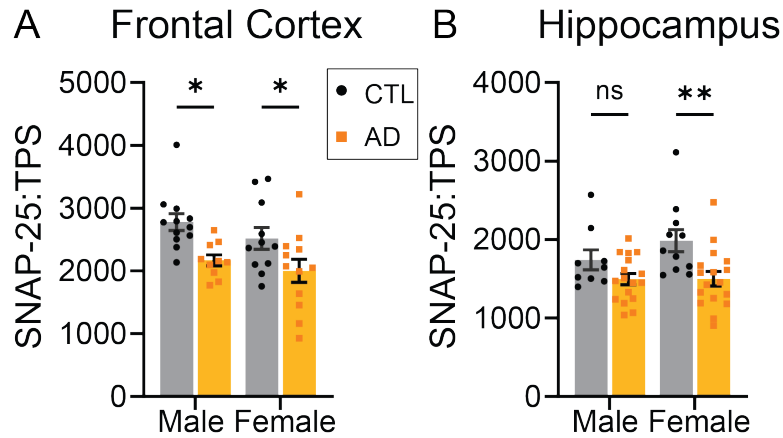 A Frontal Cortex
SNAP-25:TPS
5000
4000
3000
2000
1000
0
*
*
Male Female
CTL
AD
B Hippocampus
SNAP-25:TPS
4000
3000
2000
1000
0
ns
**
Male Female